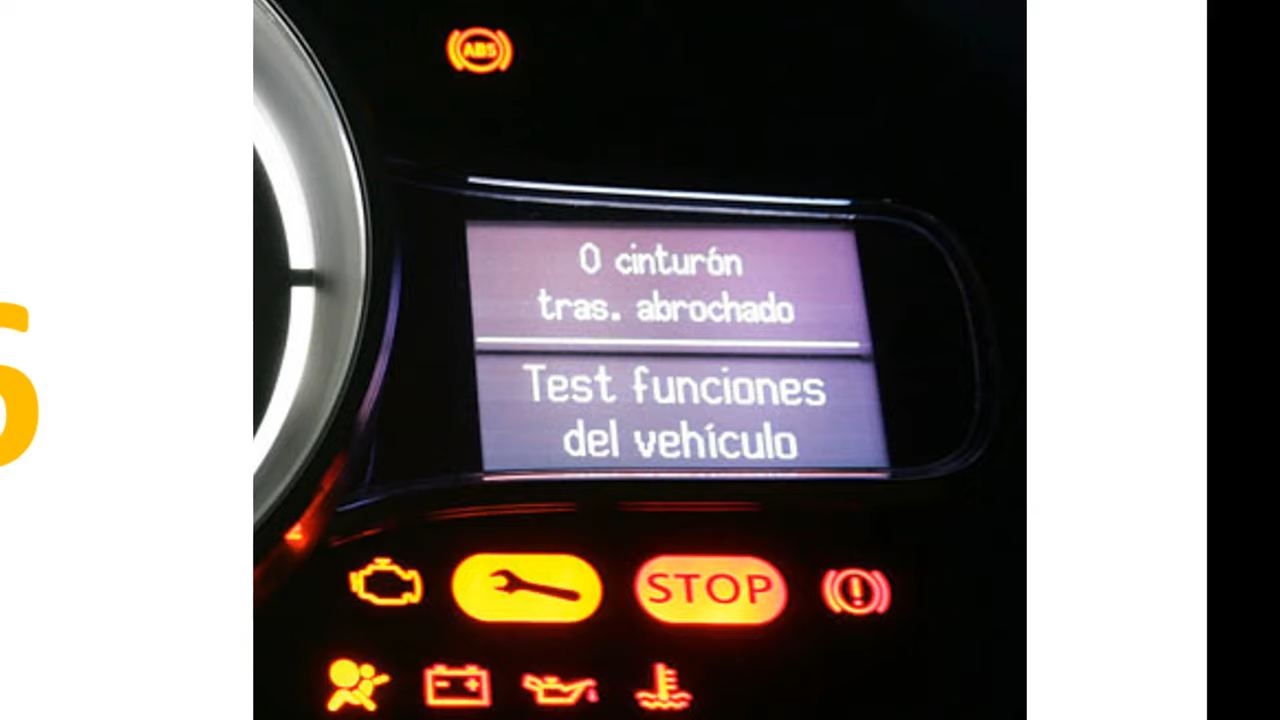 ABS
0 cinturón
tras. abrochado
Test funciones
del vehículo
STOP